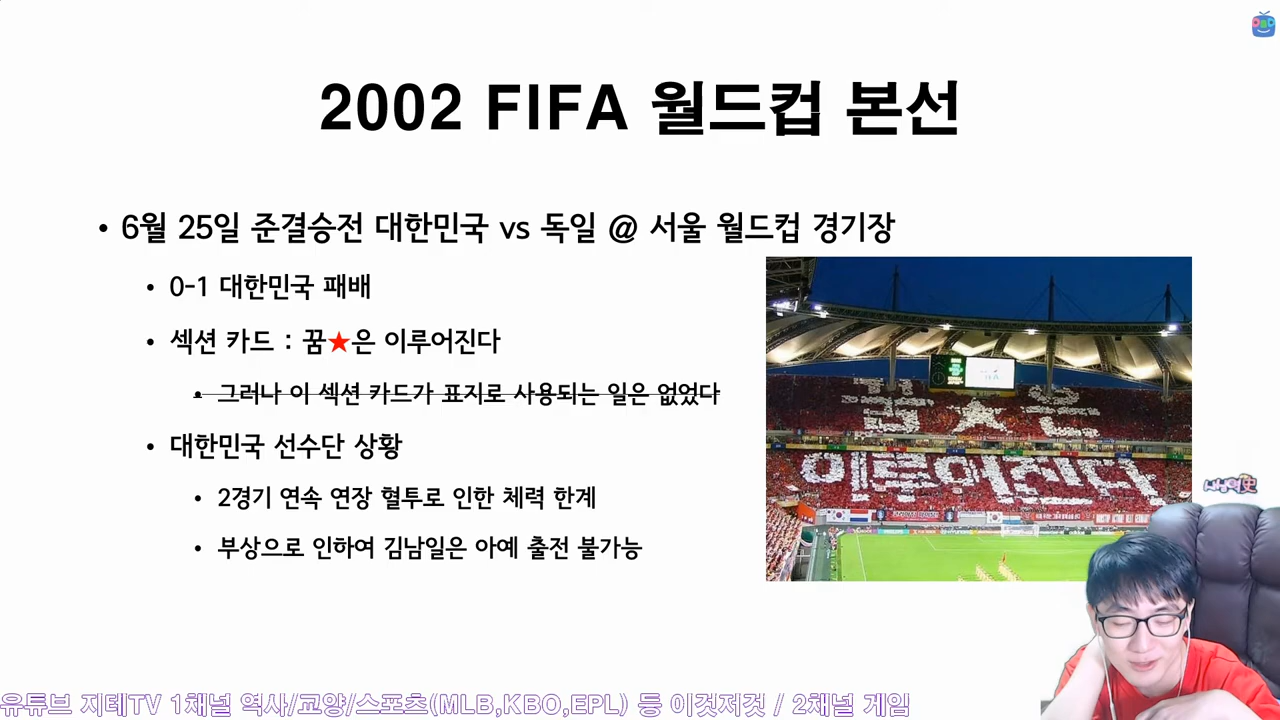 2002 FIFA 월드컵 본선
• 6월 25일 준결승전 대한민국 vs 독일 @ 서울 월드컵 경기장
• 0-1 대한민국 패배
• 섹션 카드 : 꿈★은 이루어진다
• 그러나 이 섹션 카드가 표지로 사용되는 일은 없었다
• 대한민국 선수단 상황
• 2경기 연속 연장 혈투로 인한 체력 한계
• 부상으로 인하여 김남일은 아예 출전 불가능
꿈★은
이루어진다
유튜브 지테TV 1채널 역사/교양/스포츠(MLB,KBO,EPL) 등 이것저것 / 2채널 게임